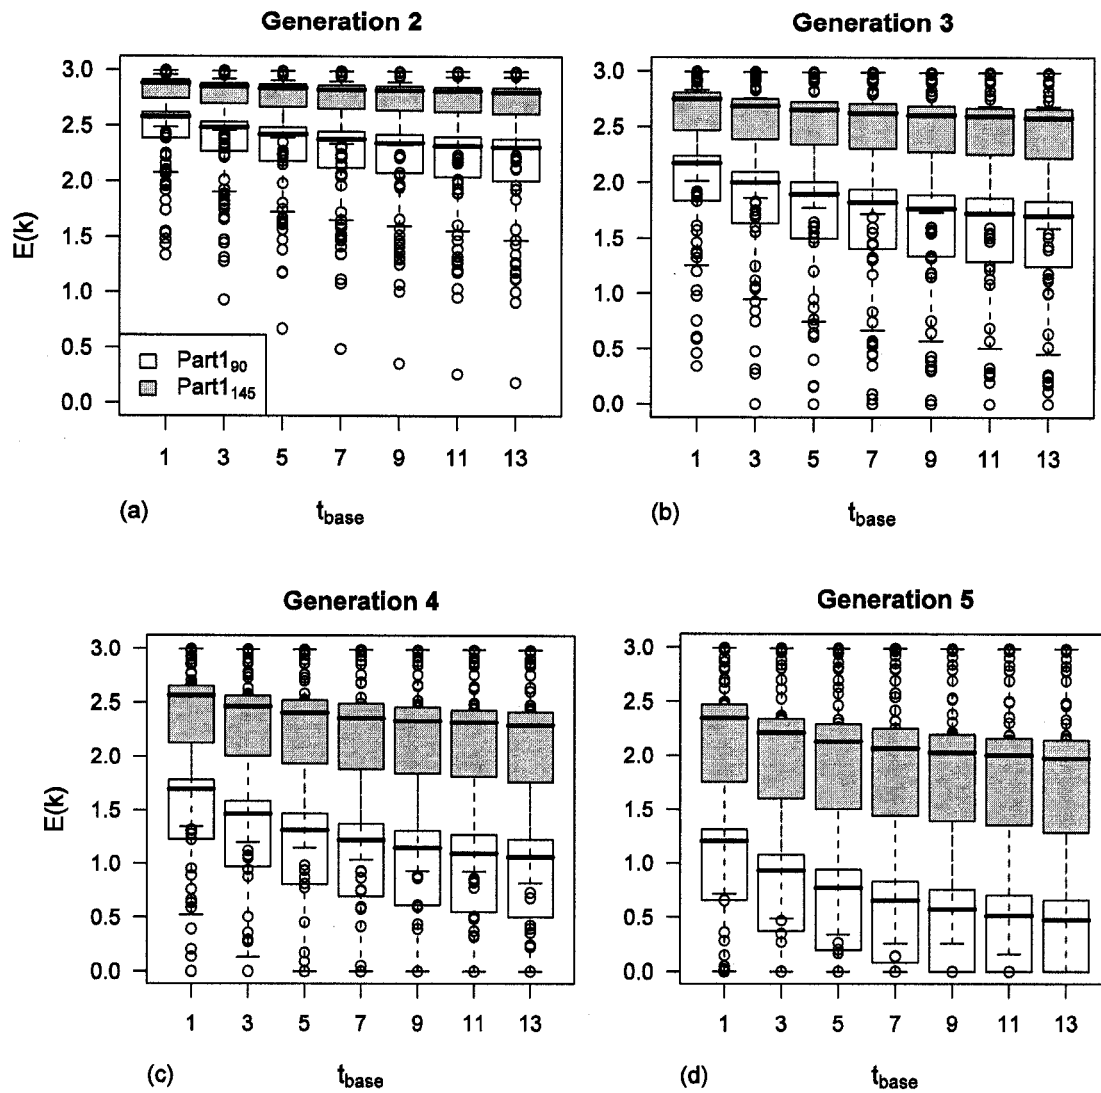 Generation 2
E(k)
3.0
2.5
2.0
1.5
1.0
0.5
0.0
Part1₉₀
Part1₁₄₅
1 3 5 7 9 11 13
(a) t_base
Generation 3
3.0
2.5
2.0
1.5
1.0
0.5
0.0
1 3 5 7 9 11 13
(b) t_base
Generation 4
E(k)
3.0
2.5
2.0
1.5
1.0
0.5
0.0
1 3 5 7 9 11 13
(c) t_base
Generation 5
3.0
2.5
2.0
1.5
1.0
0.5
0.0
1 3 5 7 9 11 13
(d) t_base